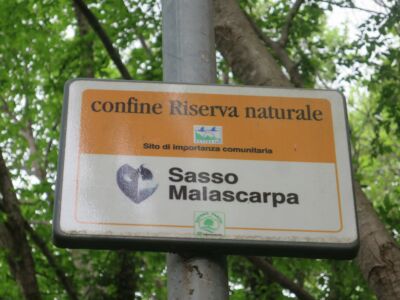 confine Riserva naturale
Sito di importanza comunitaria
Sasso
Malascarpa